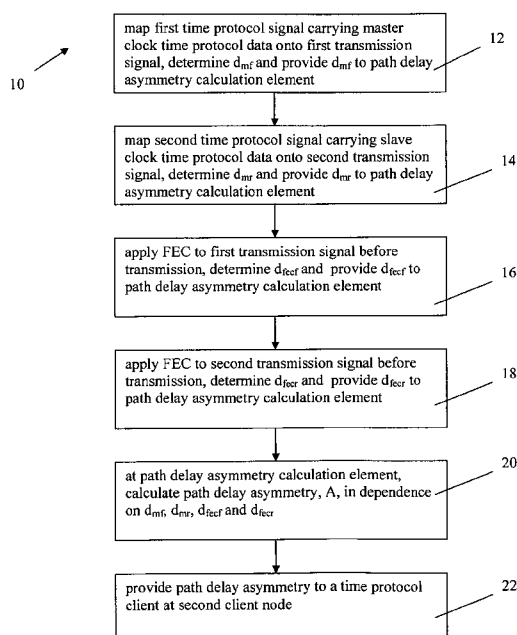 map first time protocol signal carrying master
clock time protocol data onto first transmission
signal, determine dmf and provide dmf to path delay
asymmetry calculation element
12
10
map second time protocol signal carrying slave
clock time protocol data onto second transmission
signal, determine dmr and provide dmr to path delay
asymmetry calculation element
14
apply FEC to first transmission signal before
transmission, determine dfecf and provide dfecf to
path delay asymmetry calculation element
16
apply FEC to second transmission signal before
transmission, determine dfecr and provide dfecr to
path delay asymmetry calculation element
18
at path delay asymmetry calculation element,
calculate path delay asymmetry, A, in dependence
on dmf, dmr, dfecf and dfecr
20
provide path delay asymmetry to a time protocol
client at second client node
22